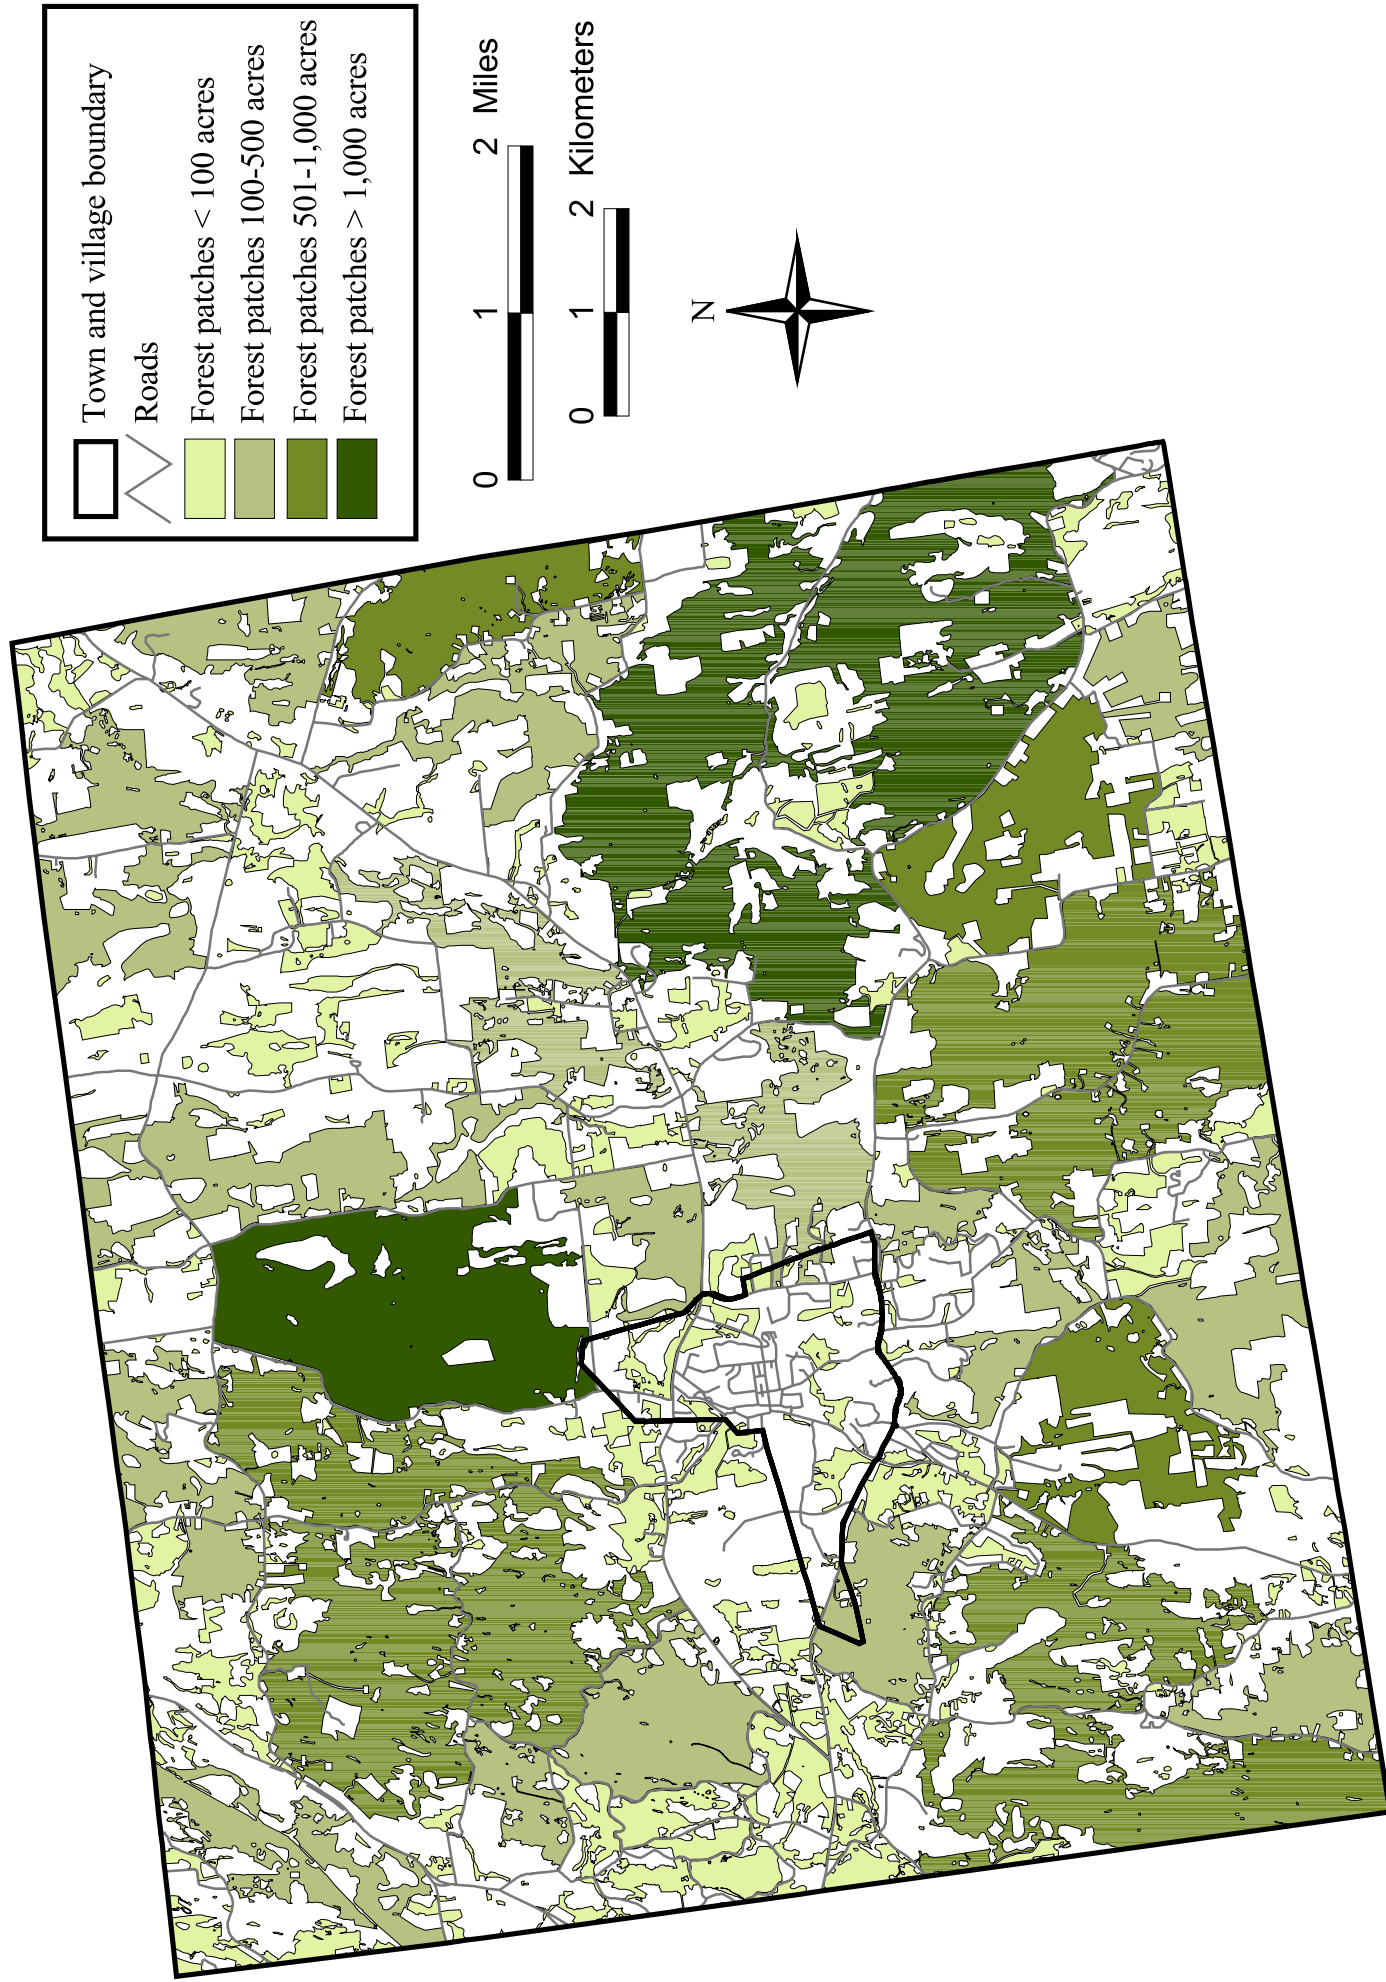 Town and village boundary
Roads
Forest patches < 100 acres
Forest patches 100-500 acres
Forest patches 501-1,000 acres
Forest patches > 1,000 acres
0 1 2 Miles
0 1 2 Kilometers
N